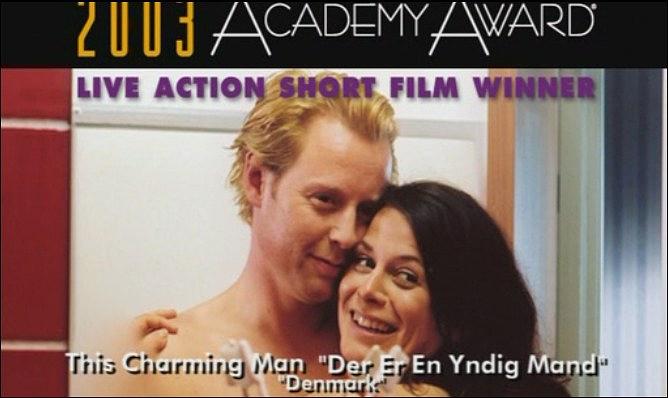 2003 ACADEMY AWARD®
LIVE ACTION SHORT FILM WINNER
This Charming Man "Der Er En Yndig Mand"
"Denmark"